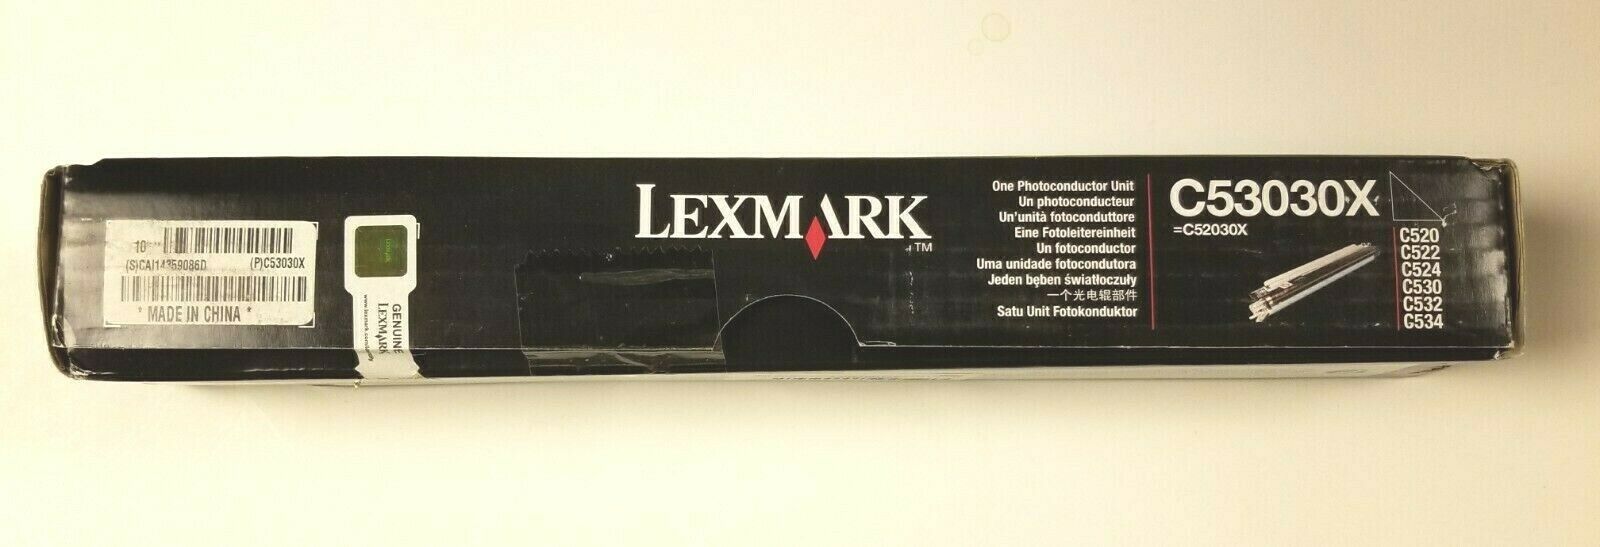 (S)CAI14359086D (P)C53030X
* MADE IN CHINA *
GENUINE
LEXMARK
LEXMARK™
One Photoconductor Unit
Un photoconducteur
Un'unità fotoconduttore
Eine Fotoleitereinheit
Un fotoconductor
Uma unidade fotocondutora
Jeden bęben światłoczuły
一个光电辊部件
Satu Unit Fotokonduktor
C53030X
=C52030X
C520
C522
C524
C530
C532
C534